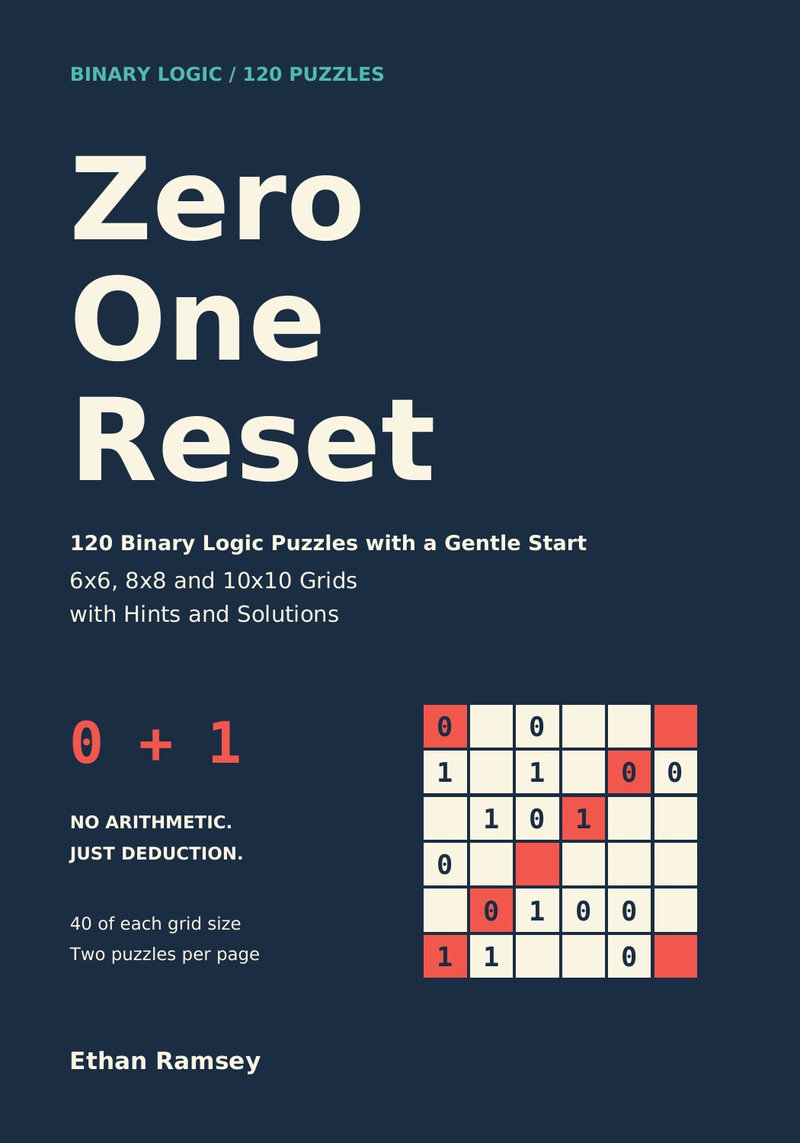 BINARY LOGIC / 120 PUZZLES
Zero
One
Reset
120 Binary Logic Puzzles with a Gentle Start
6x6, 8x8 and 10x10 Grids
with Hints and Solutions
0 + 1
NO ARITHMETIC.
JUST DEDUCTION.
40 of each grid size
Two puzzles per page
0 0
1 1 0 0
1 0 1
0
0 1 0 0
1 1 0
Ethan Ramsey